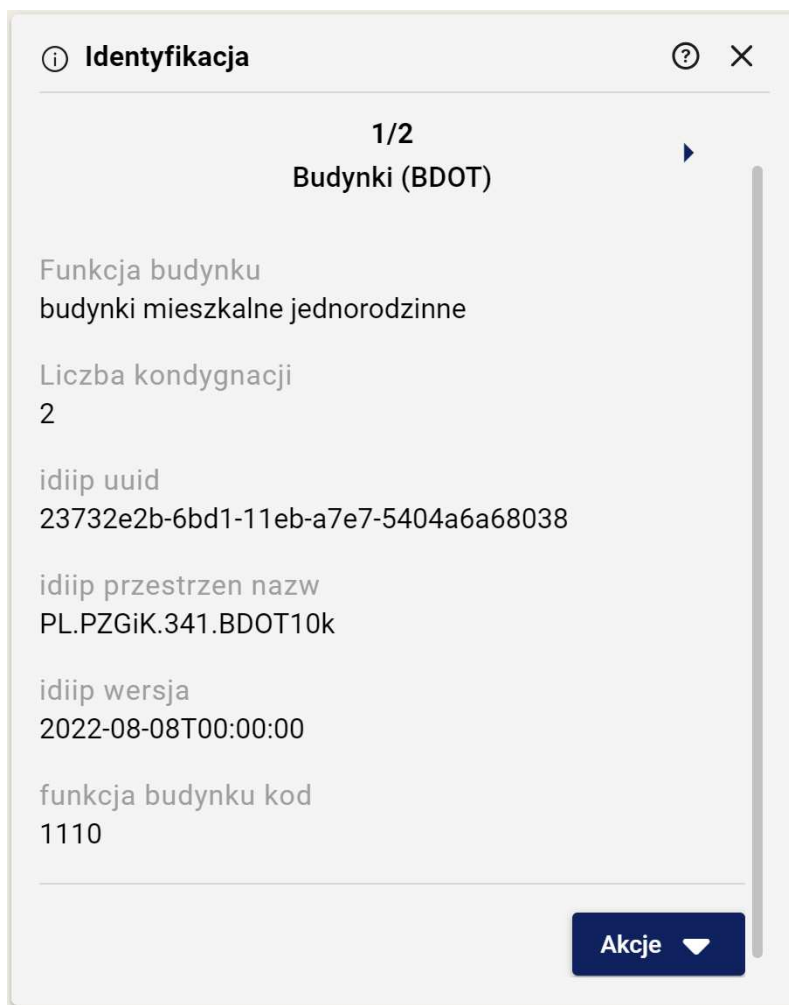 Identyfikacja
1/2
Budynki (BDOT)
Funkcja budynku
budynki mieszkalne jednorodzinne
Liczba kondygnacji
2
idiip uuid
23732e2b-6bd1-11eb-a7e7-5404a6a68038
idiip przestrzen nazw
PL.PZGiK.341.BDOT10k
idiip wersja
2022-08-08T00:00:00
funkcja budynku kod
1110
Akcje